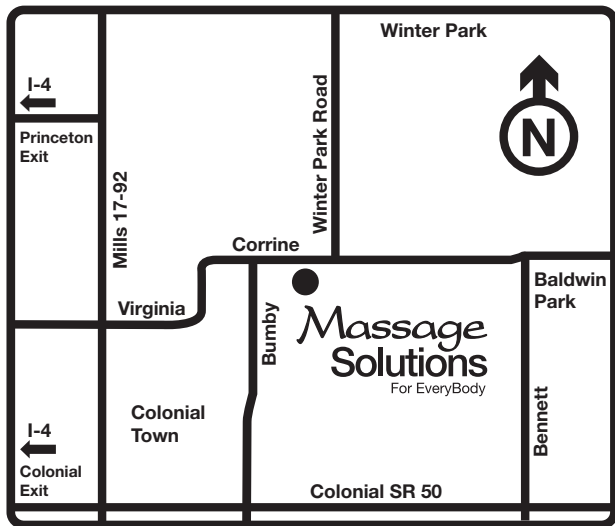 Winter Park
I-4
Princeton
Exit
Mills 17-92
Winter Park Road
N
Corrine
Virginia
Bumby
Baldwin
Park
Massage
Solutions
For EveryBody
Colonial
Town
Bennett
I-4
Colonial
Exit
Colonial SR 50